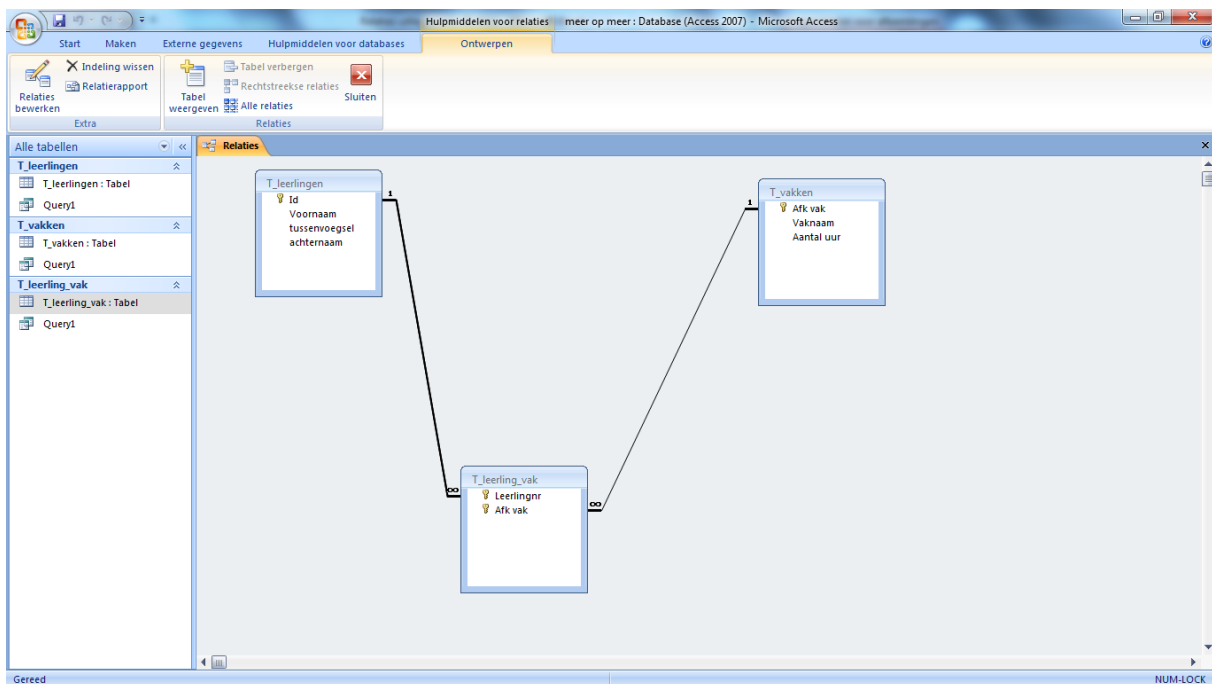 Hulpmiddelen voor relaties meer op meer : Database (Access 2007) - Microsoft Access
Start Maken Externe gegevens Hulpmiddelen voor databases Ontwerpen
Relaties bewerken
Indeling wissen
Relatierapport
Extra
Tabel weergeven
Tabel verbergen
Rechtstreekse relaties
Alle relaties
Sluiten
Relaties
Alle tabellen
T_leerlingen
T_leerlingen : Tabel
Query1
T_vakken
T_vakken : Tabel
Query1
T_leerling_vak
T_leerling_vak : Tabel
Query1
Relaties
T_leerlingen
Id
Voornaam
tussenvoegsel
achternaam
1
T_vakken
Afk vak
Vaknaam
Aantal uur
1
T_leerling_vak
Leerlingnr
Afk vak
∞
∞
Gereed
NUM-LOCK